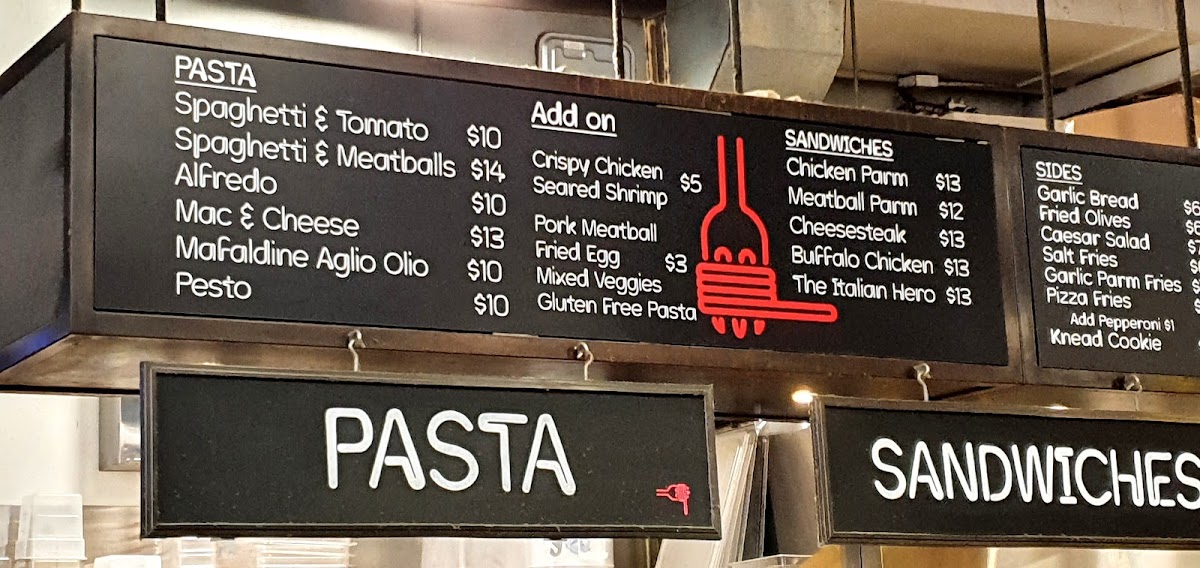 PASTA
Spaghetti & Tomato $10
Spaghetti & Meatballs $14
Alfredo $10
Mac & Cheese $13
Mafaldine Aglio Olio $10
Pesto $10
Add on
Crispy Chicken
Seared Shrimp
$5
Pork Meatball
Fried Egg
Mixed Veggies
Gluten Free Pasta
$3
SANDWICHES
Chicken Parm $13
Meatball Parm $12
Cheesesteak $13
Buffalo Chicken $13
The Italian Hero $13
SIDES
Garlic Bread $6
Fried Olives $6
Caesar Salad
Salt Fries
Garlic Parm Fries
Pizza Fries
Add Pepperoni $1
Knead Cookie
PASTA
SANDWICHES